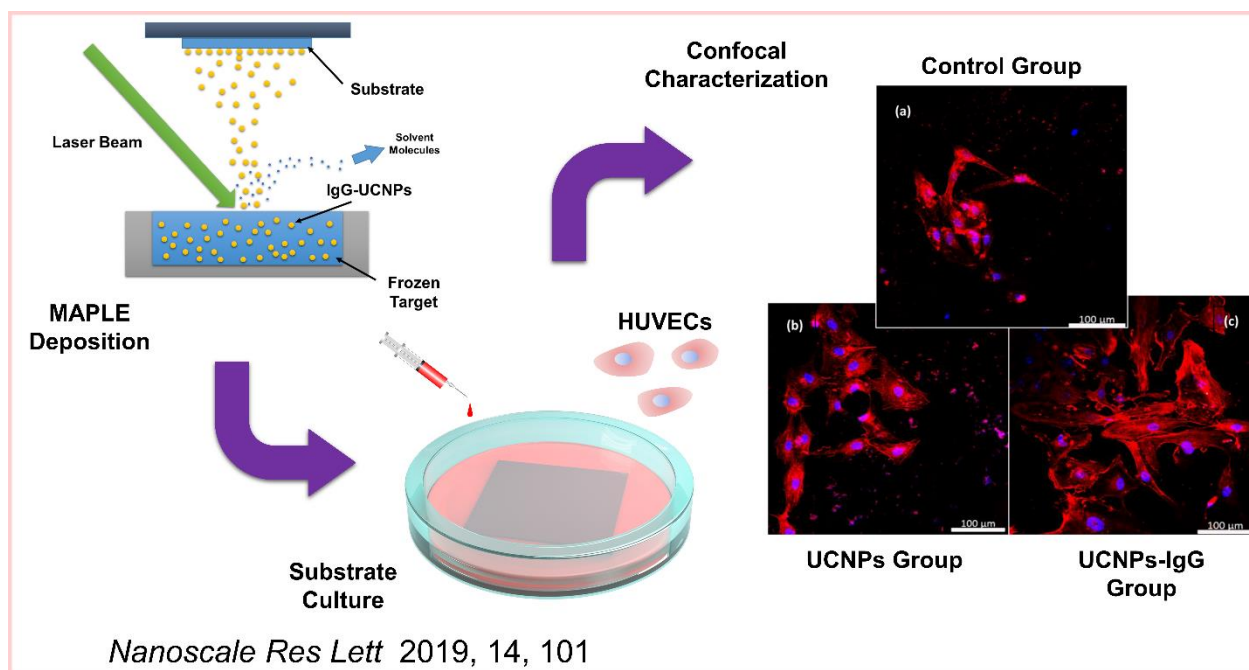 Substrate
Laser Beam
Solvent
Molecules
IgG-UCNPs
Frozen
Target
MAPLE
Deposition
Confocal
Characterization
Control Group
(a)
100 μm
HUVECs
(b)
100 μm
(c)
100 μm
UCNPs Group
UCNPs-IgG
Group
Substrate
Culture
Nanoscale Res Lett 2019, 14, 101